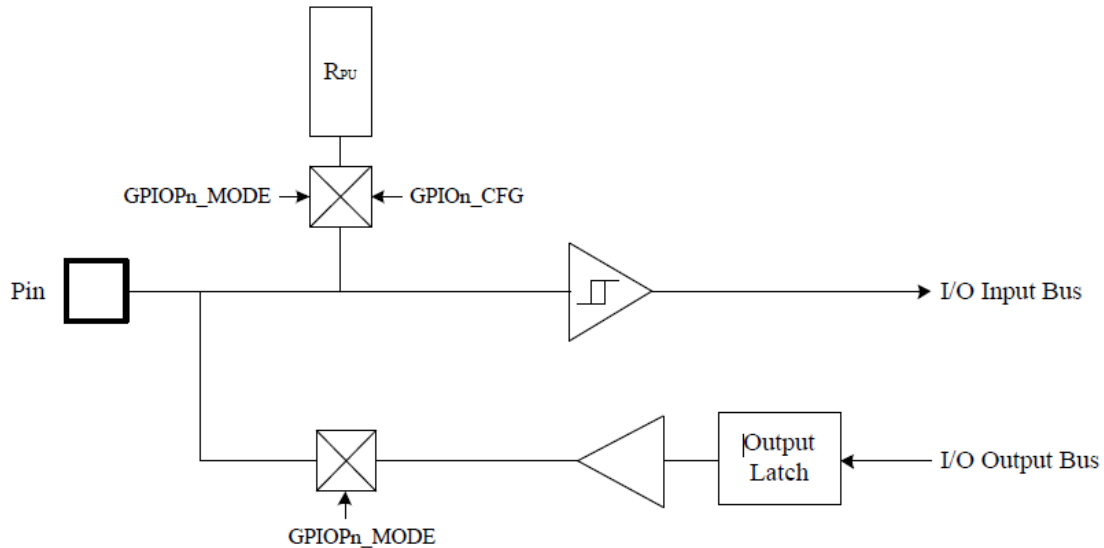 RPU
GPIOPn_MODE
GPIOn_CFG
Pin
I/O Input Bus
Output
Latch
I/O Output Bus
GPIOPn_MODE